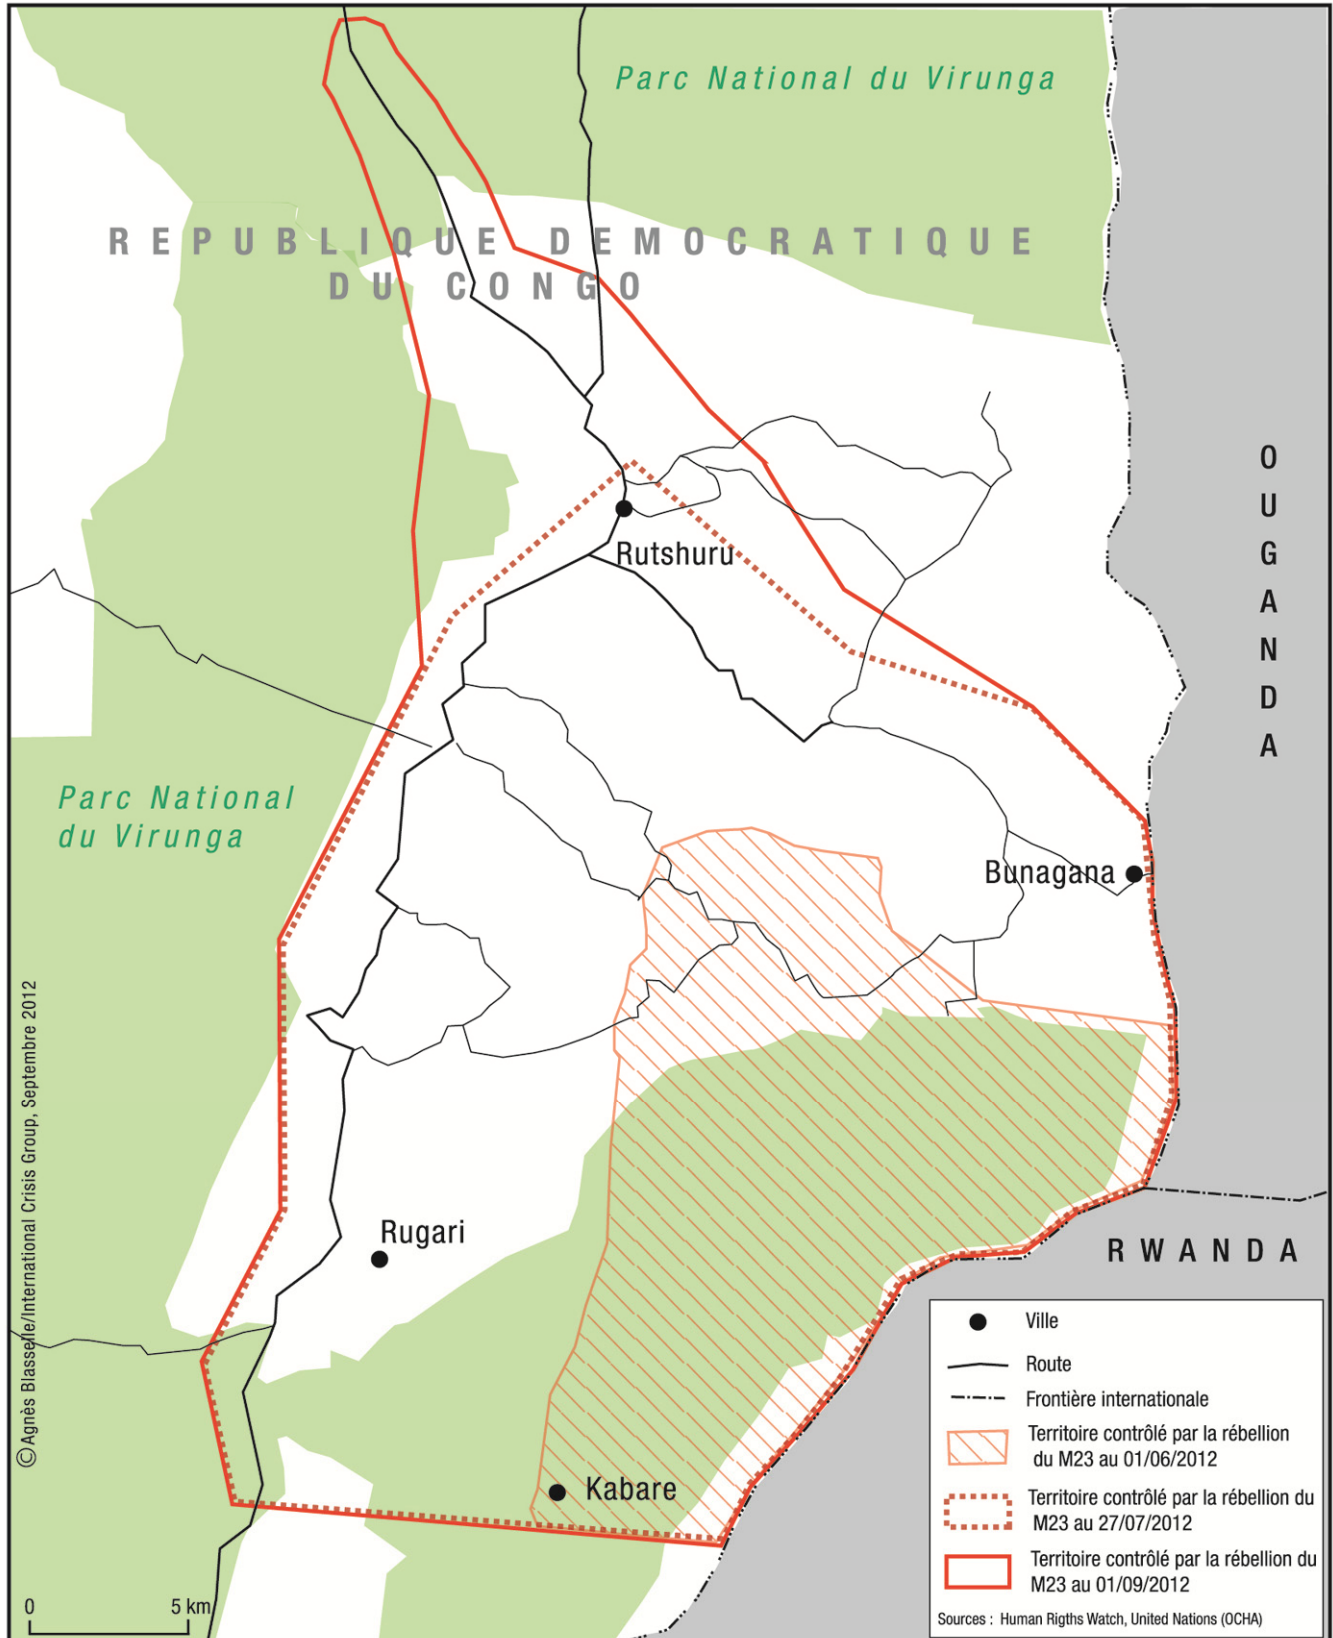 Parc National du Virunga
REPUBLIQUE DEMOCRATIQUE
DU CONGO
OUGANDA
Rutshuru
Parc National
du Virunga
Bunagana
Rugari
RWANDA
Kabare
©Agnès Blasselle/International Crisis Group, Septembre 2012
0 5 km
Ville
Route
Frontière internationale
Territoire contrôlé par la rébellion
du M23 au 01/06/2012
Territoire contrôlé par la rébellion du
M23 au 27/07/2012
Territoire contrôlé par la rébellion du
M23 au 01/09/2012
Sources : Human Rigths Watch, United Nations (OCHA)